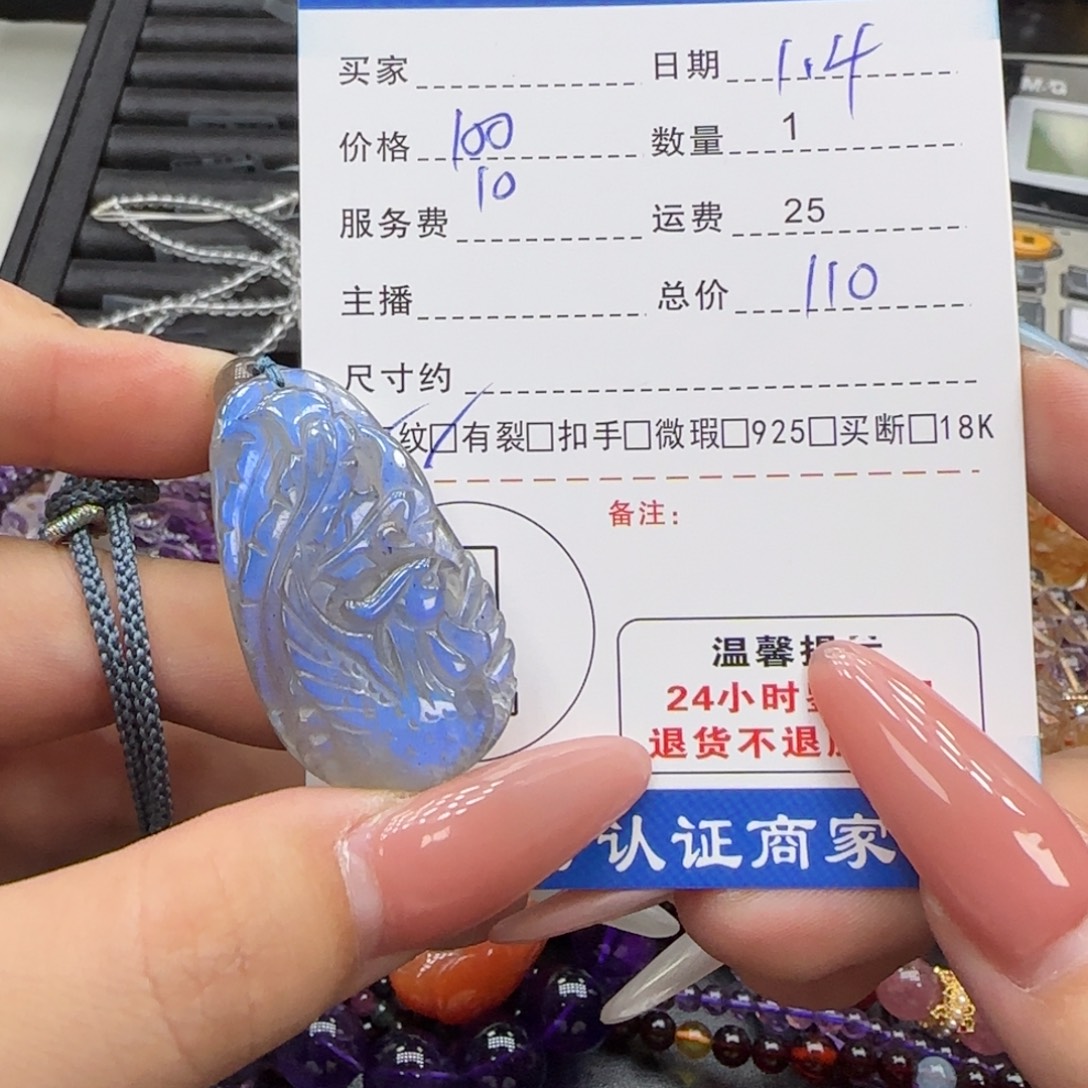 买家 日期 1.4
价格 100 数量 1
10
服务费 运费 25
主播 总价 110
尺寸约
纹□有裂□扣手□微瑕□925□买断□18K
备注:
温馨提
24小时
退货不退
认证商家
M&G